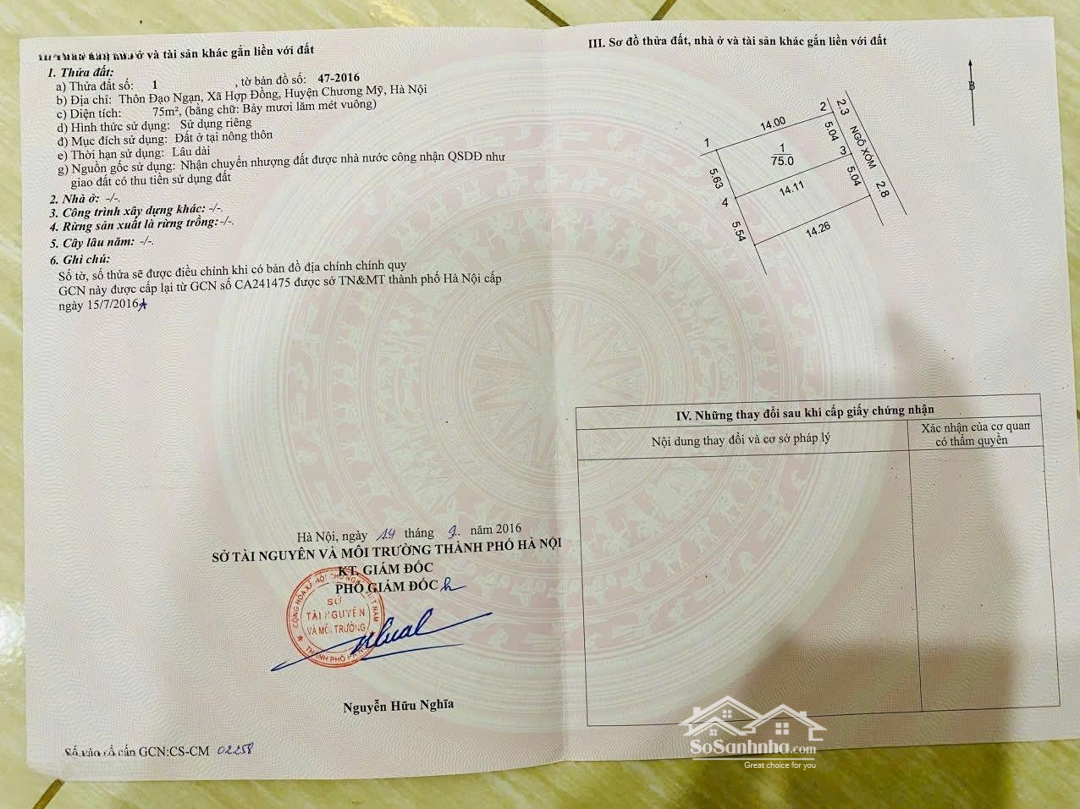 và tài sản khác gắn liền với đất
1. Thửa đất:
a) Thửa đất số: 1 , tờ bản đồ số: 47-2016
b) Địa chỉ: Thôn Đạo Ngạn, Xã Hợp Đồng, Huyện Chương Mỹ, Hà Nội
c) Diện tích: 75m², (bằng chữ: Bảy mươi lăm mét vuông)
d) Hình thức sử dụng: Sử dụng riêng
đ) Mục đích sử dụng: Đất ở tại nông thôn
e) Thời hạn sử dụng: Lâu dài
g) Nguồn gốc sử dụng: Nhận chuyển nhượng đất được nhà nước công nhận QSDĐ như
giao đất có thu tiền sử dụng đất
2. Nhà ở: -/-.
3. Công trình xây dựng khác: -/-.
4. Rừng sản xuất là rừng trồng:-/-.
5. Cây lâu năm: -/-.
6. Ghi chú:
Số tờ, số thửa sẽ được điều chỉnh khi có bản đồ địa chính chính quy
GCN này được cấp lại từ GCN số CA241475 được sở TN&MT thành phố Hà Nội cấp
ngày 15/7/2016
Hà Nội, ngày 14 tháng 9. năm 2016
SỞ TÀI NGUYÊN VÀ MÔI TRƯỜNG THÀNH PHỐ HÀ NỘI
KT. GIÁM ĐỐC
PHÓ GIÁM ĐỐC
CỘNG HÒA XÃ HỘI CHỦ NGHĨA VIỆT NAM
SỞ
TÀI NGUYÊN
VÀ MÔI TRƯỜNG
THÀNH PHỐ HÀ NỘI
Nguyễn Hữu Nghĩa
Số vào sổ cấp GCN:CS-CM 02258
III. Sơ đồ thửa đất, nhà ở và tài sản khác gắn liền với đất
B
1
14.00
2
2.3
5.04
NGÕ XÓM
1
75.0
3
5.63
14.11
5.04
2.8
4
5.54
14.26
IV. Những thay đổi sau khi cấp giấy chứng nhận
Nội dung thay đổi và cơ sở pháp lý
Xác nhận của cơ quan
có thẩm quyền
SoSanhnha.com
Great choice for you